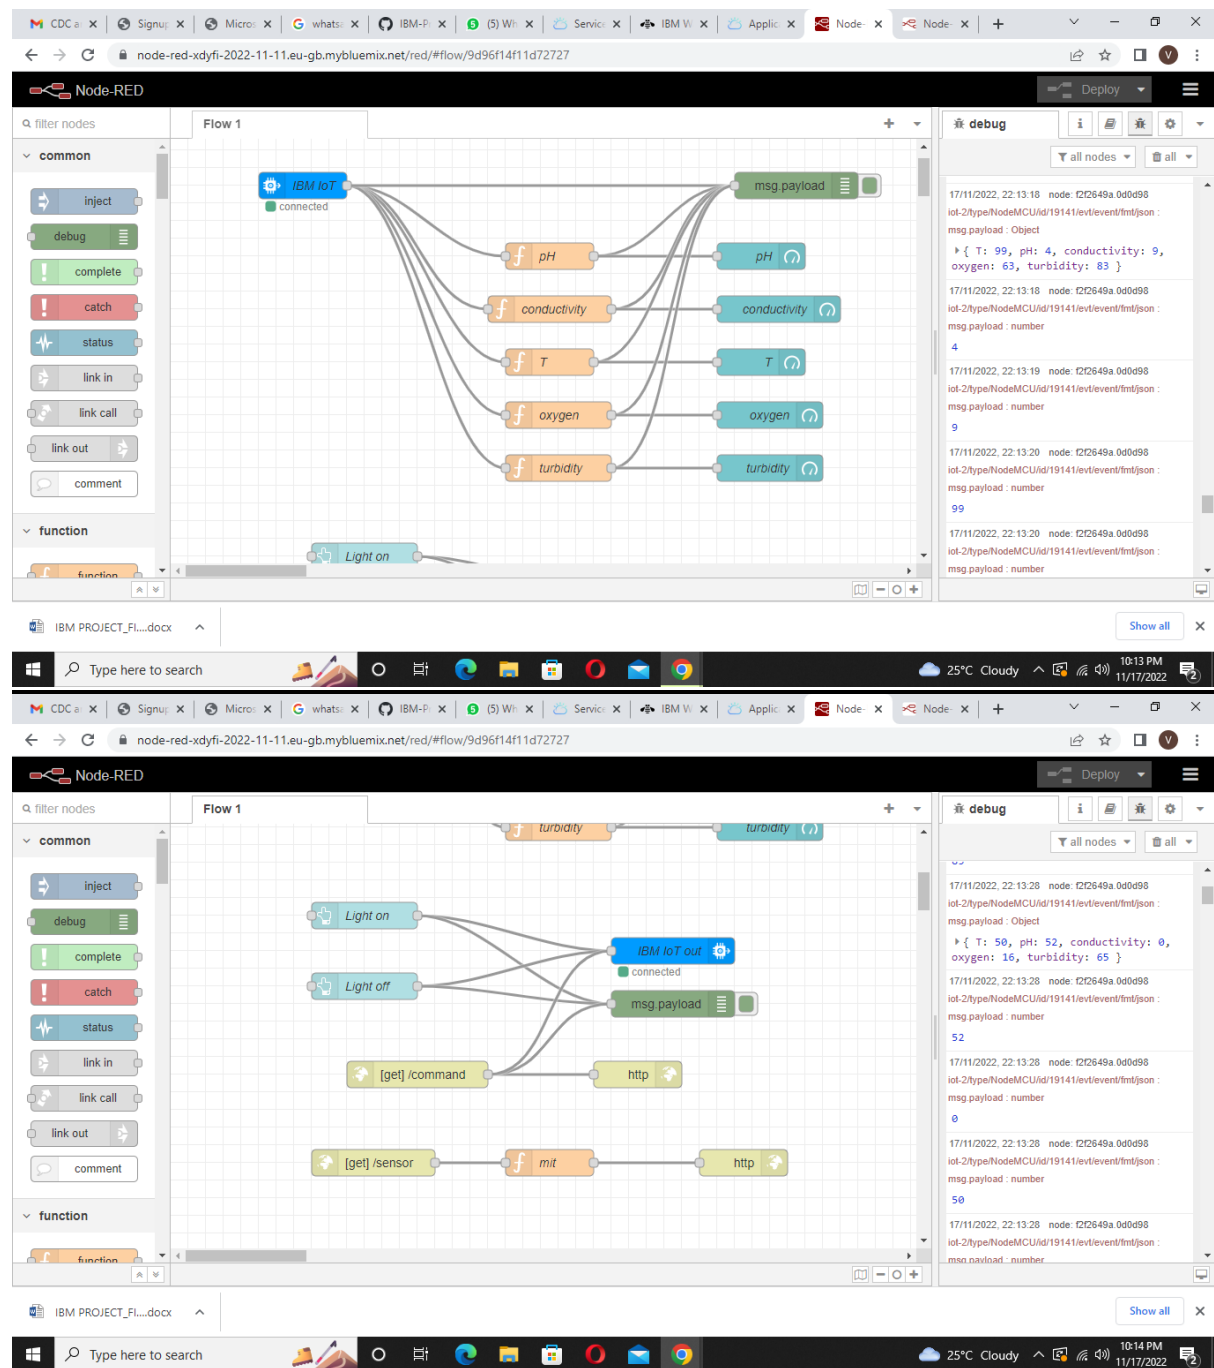 CDC a
Signup
Micros
whats
IBM-P
(5) Wh
Service
IBM W
Applic
Node-
Node-
node-red-xdyfi-2022-11-11.eu-gb.mybluemix.net/red/#flow/9d96f14f11d72727
V
Node-RED
Deploy
filter nodes
Flow 1
debug
i
all nodes
all
common
inject
debug
complete
catch
status
link in
link call
link out
comment
function
function
IBM IoT
connected
msg.payload
pH
pH
conductivity
conductivity
T
T
oxygen
oxygen
turbidity
turbidity
Light on
17/11/2022, 22:13:18 node: f2f2649a.0d0d98
iot-2/type/NodeMCU/id/19141/evt/event/fmt/json :
msg.payload : Object
{ T: 99, pH: 4, conductivity: 9,
oxygen: 63, turbidity: 83 }
17/11/2022, 22:13:18 node: f2f2649a.0d0d98
iot-2/type/NodeMCU/id/19141/evt/event/fmt/json :
msg.payload : number
4
17/11/2022, 22:13:19 node: f2f2649a.0d0d98
iot-2/type/NodeMCU/id/19141/evt/event/fmt/json :
msg.payload : number
9
17/11/2022, 22:13:20 node: f2f2649a.0d0d98
iot-2/type/NodeMCU/id/19141/evt/event/fmt/json :
msg.payload : number
99
17/11/2022, 22:13:20 node: f2f2649a.0d0d98
iot-2/type/NodeMCU/id/19141/evt/event/fmt/json :
msg.payload : number
IBM PROJECT_FI....docx
Show all
Type here to search
25°C Cloudy
10:13 PM
11/17/2022
2
CDC a
Signup
Micros
whats
IBM-P
(5) Wh
Service
IBM W
Applic
Node-
Node-
node-red-xdyfi-2022-11-11.eu-gb.mybluemix.net/red/#flow/9d96f14f11d72727
V
Node-RED
Deploy
filter nodes
Flow 1
debug
i
all nodes
all
common
inject
debug
complete
catch
status
link in
link call
link out
comment
function
function
turbidity
turbidity
Light on
Light off
IBM IoT out
connected
msg.payload
[get] /command
http
[get] /sensor
mit
http
17/11/2022, 22:13:28 node: f2f2649a.0d0d98
iot-2/type/NodeMCU/id/19141/evt/event/fmt/json :
msg.payload : Object
{ T: 50, pH: 52, conductivity: 0,
oxygen: 16, turbidity: 65 }
17/11/2022, 22:13:28 node: f2f2649a.0d0d98
iot-2/type/NodeMCU/id/19141/evt/event/fmt/json :
msg.payload : number
52
17/11/2022, 22:13:28 node: f2f2649a.0d0d98
iot-2/type/NodeMCU/id/19141/evt/event/fmt/json :
msg.payload : number
0
17/11/2022, 22:13:28 node: f2f2649a.0d0d98
iot-2/type/NodeMCU/id/19141/evt/event/fmt/json :
msg.payload : number
50
17/11/2022, 22:13:28 node: f2f2649a.0d0d98
iot-2/type/NodeMCU/id/19141/evt/event/fmt/json :
msg.payload : number
IBM PROJECT_FI....docx
Show all
Type here to search
25°C Cloudy
10:14 PM
11/17/2022
2